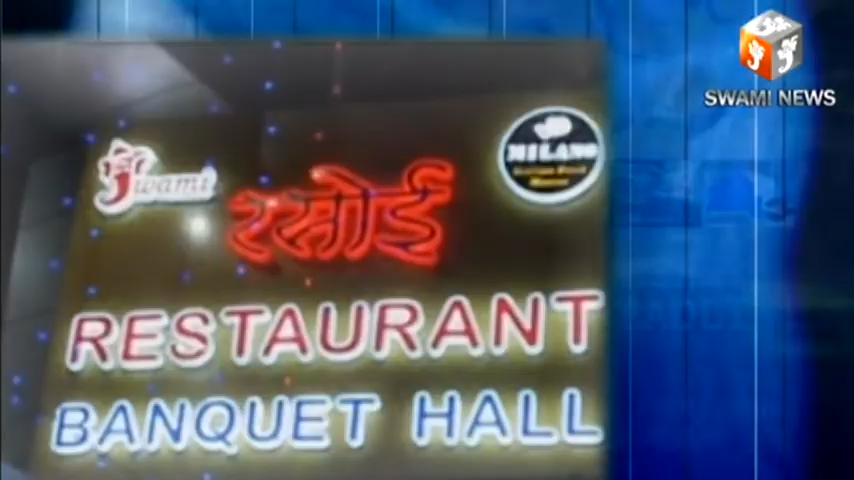 SWAMI NEWS
Swami
रसोई
MILANO
RESTAURANT
BANQUET HALL